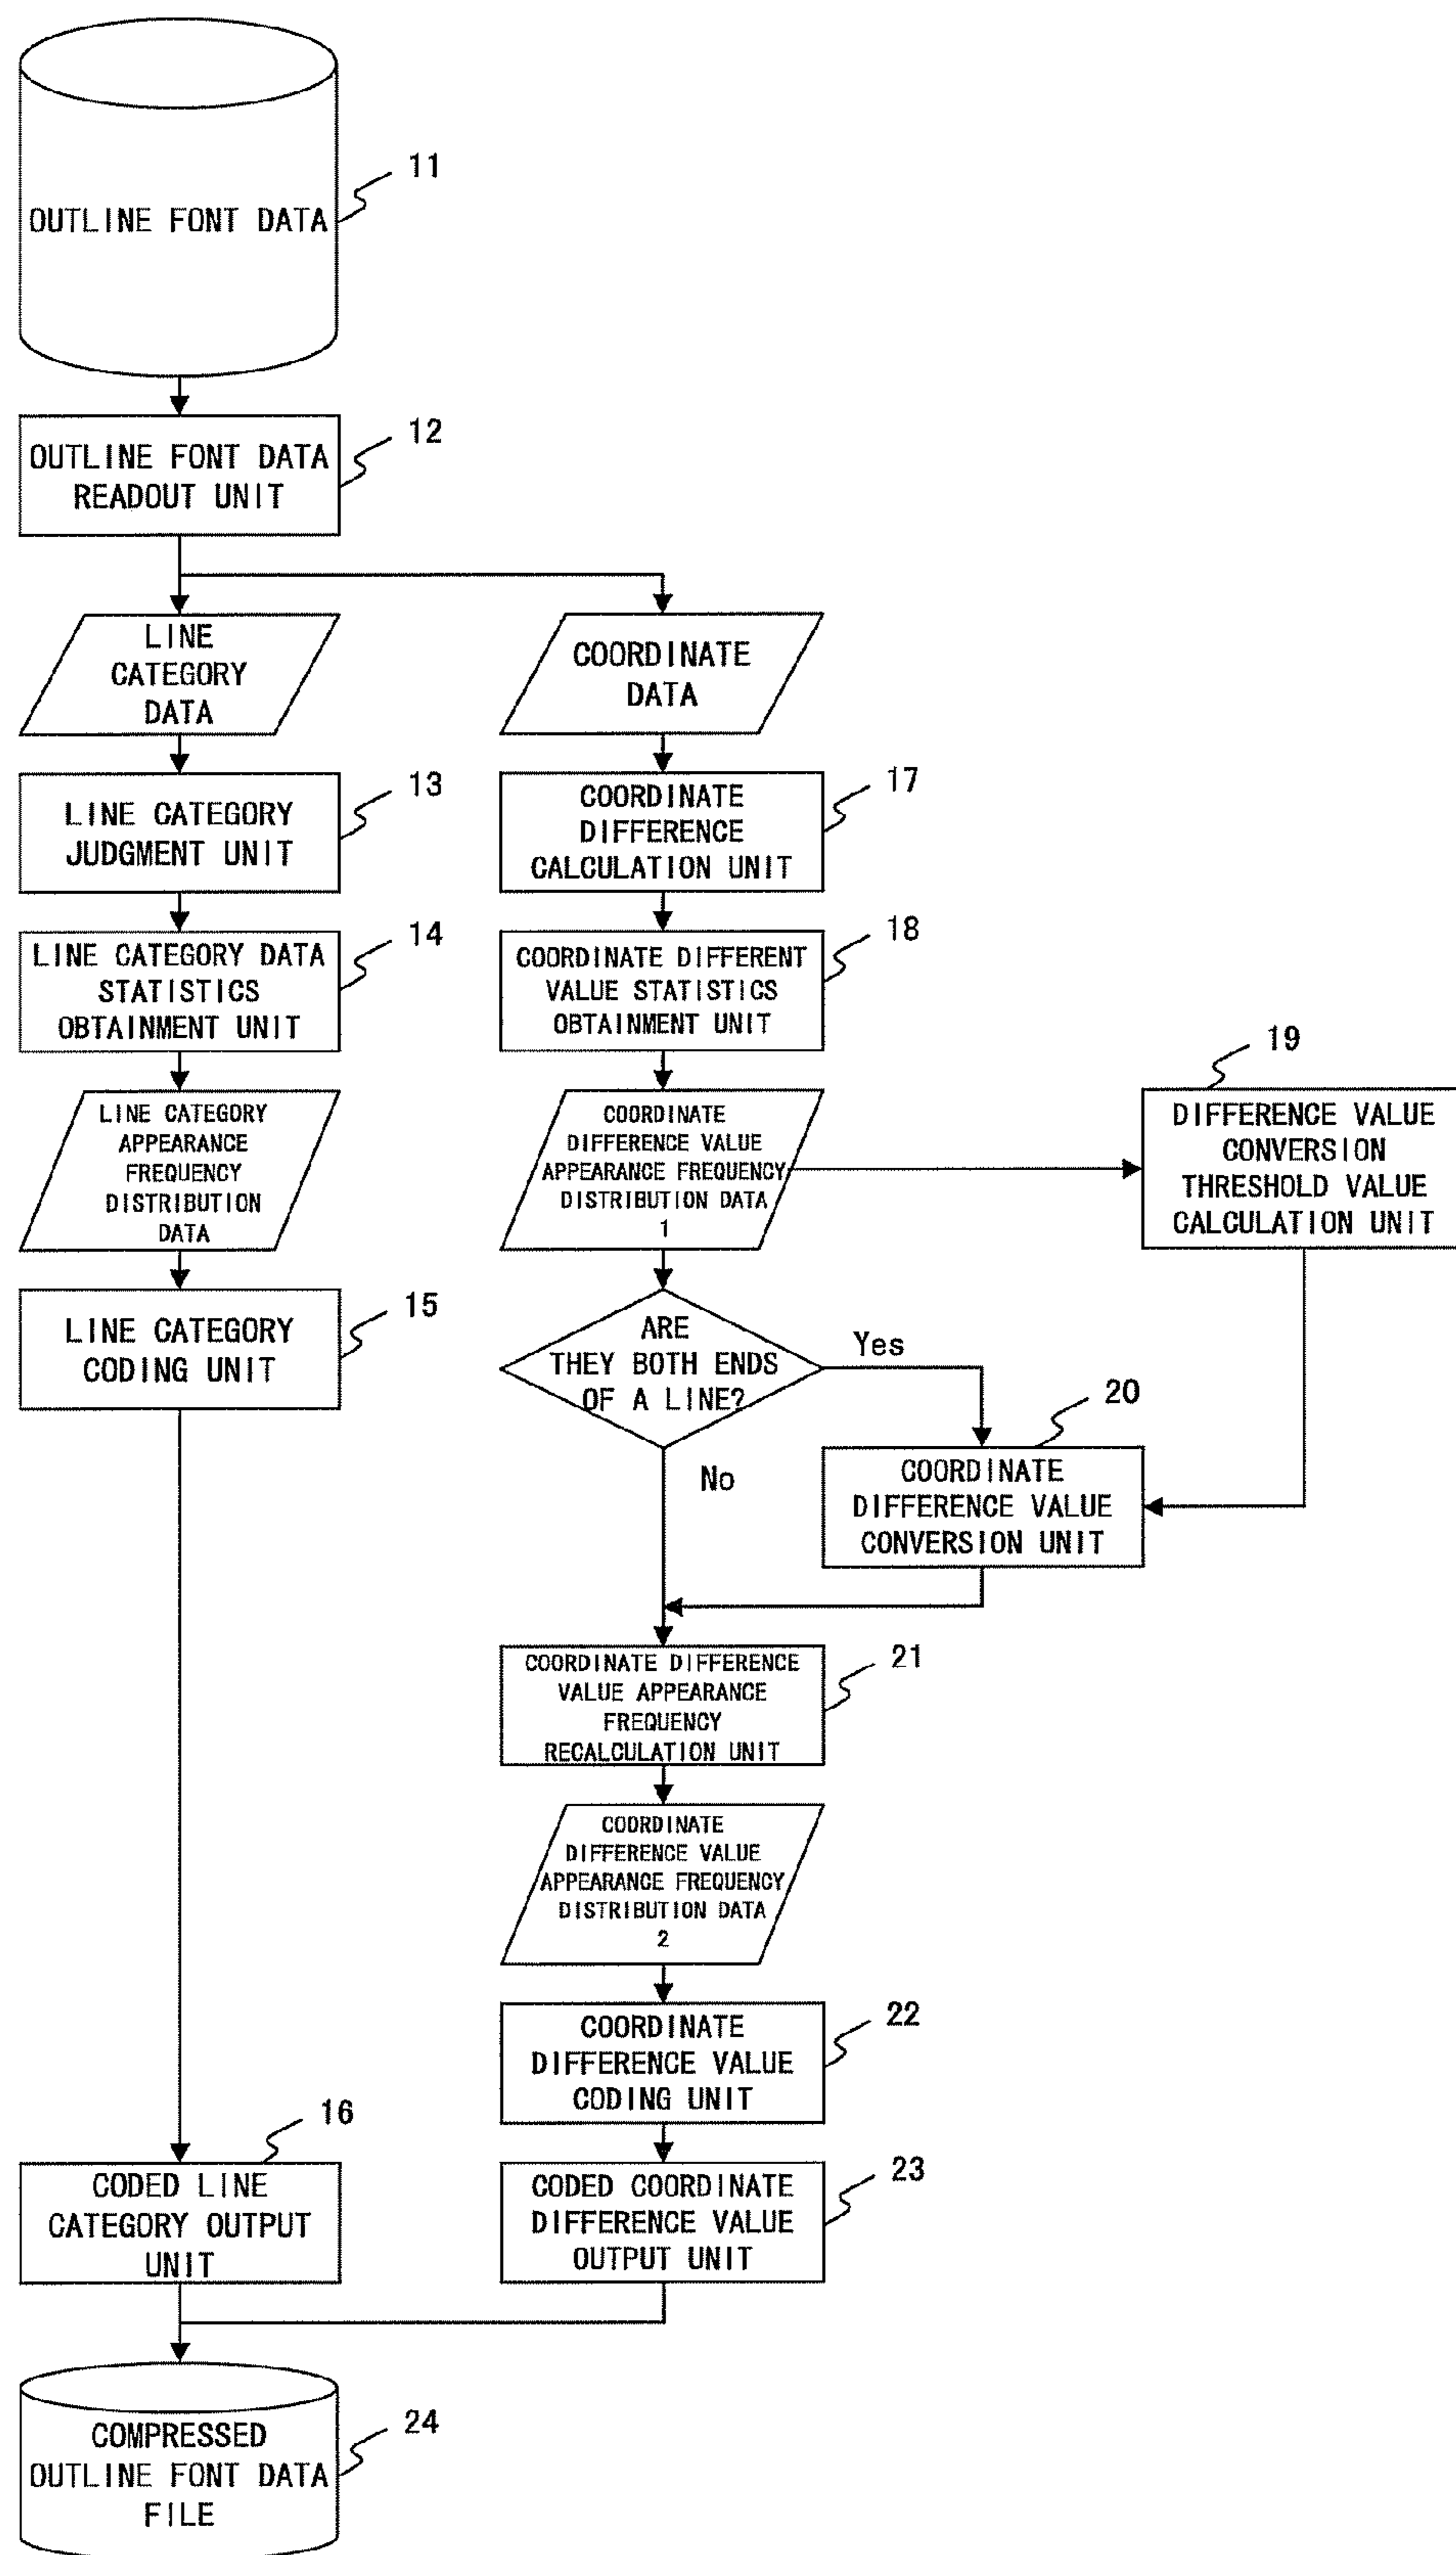 OUTLINE FONT DATA
11
OUTLINE FONT DATA
READOUT UNIT
12
LINE
CATEGORY
DATA
COORDINATE
DATA
LINE CATEGORY
JUDGMENT UNIT
13
COORDINATE
DIFFERENCE
CALCULATION UNIT
17
LINE CATEGORY DATA
STATISTICS
OBTAINMENT UNIT
14
COORDINATE DIFFERENT
VALUE STATISTICS
OBTAINMENT UNIT
18
LINE CATEGORY
APPEARANCE
FREQUENCY
DISTRIBUTION
DATA
COORDINATE
DIFFERENCE VALUE
APPEARANCE FREQUENCY
DISTRIBUTION DATA
1
19
DIFFERENCE VALUE
CONVERSION
THRESHOLD VALUE
CALCULATION UNIT
LINE CATEGORY
CODING UNIT
15
ARE
THEY BOTH ENDS
OF A LINE?
Yes
No
20
COORDINATE
DIFFERENCE VALUE
CONVERSION UNIT
COORDINATE DIFFERENCE
VALUE APPEARANCE
FREQUENCY
RECALCULATION UNIT
21
COORDINATE
DIFFERENCE VALUE
APPEARANCE FREQUENCY
DISTRIBUTION DATA
2
COORDINATE
DIFFERENCE VALUE
CODING UNIT
22
16
CODED LINE
CATEGORY OUTPUT
UNIT
CODED COORDINATE
DIFFERENCE VALUE
OUTPUT UNIT
23
COMPRESSED
OUTLINE FONT DATA
FILE
24